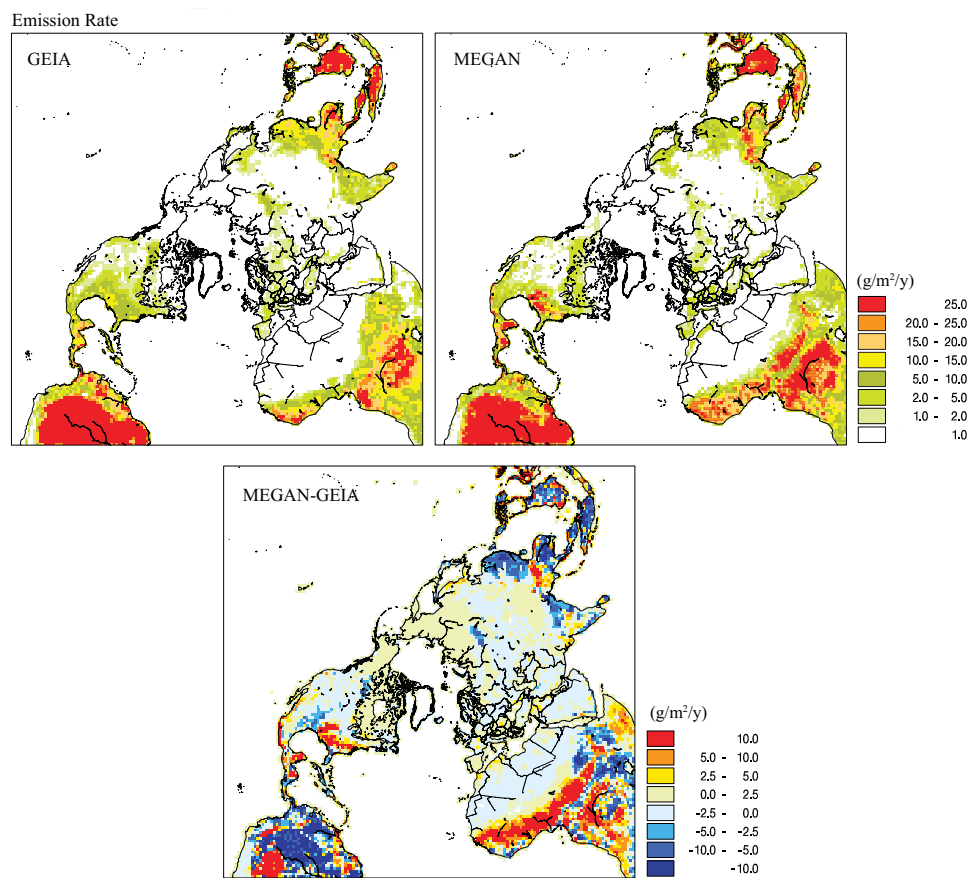 Emission Rate
GEIA
MEGAN
(g/m²/y)
25.0
20.0 - 25.0
15.0 - 20.0
10.0 - 15.0
5.0 - 10.0
2.0 - 5.0
1.0 - 2.0
1.0
MEGAN-GEIA
(g/m²/y)
10.0
5.0 - 10.0
2.5 - 5.0
0.0 - 2.5
-2.5 - 0.0
-5.0 - -2.5
-10.0 - -5.0
-10.0